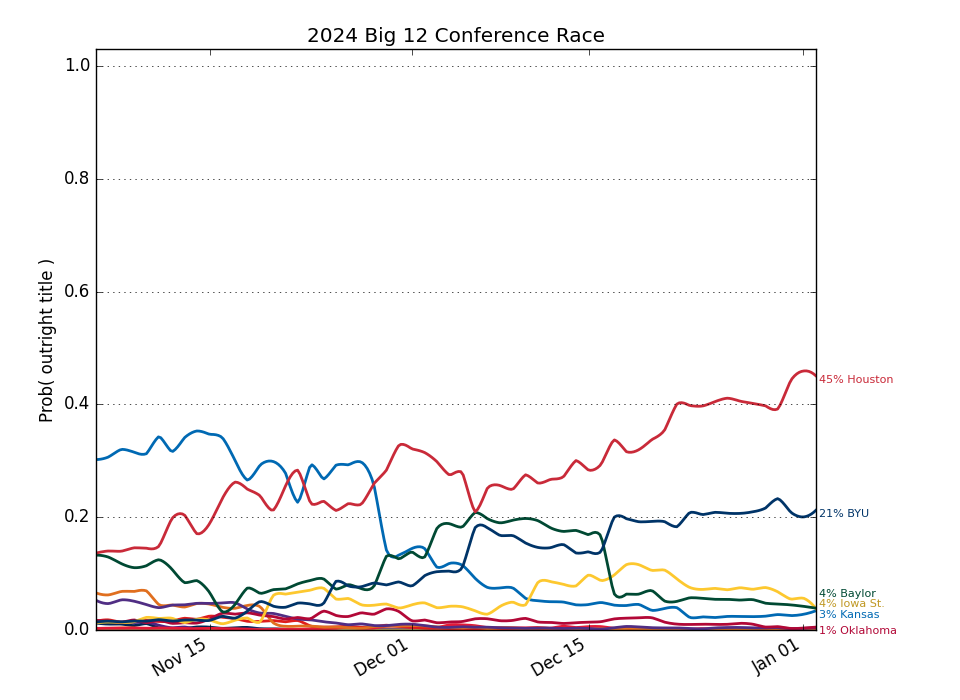 2024 Big 12 Conference Race
Prob( outright title )
1.0
0.8
0.6
0.4
0.2
0.0
Nov 15
Dec 01
Dec 15
Jan 01
45% Houston
21% BYU
4% Baylor
4% Iowa St.
3% Kansas
1% Oklahoma